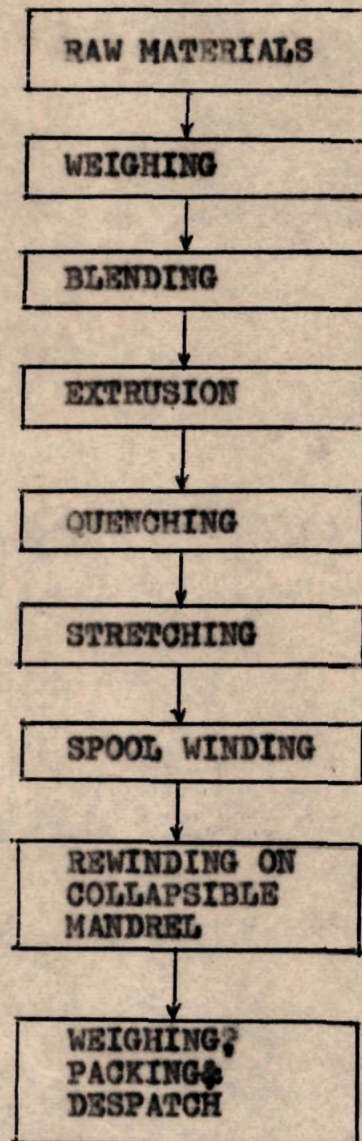 RAW MATERIALS
WEIGHING
BLENDING
EXTRUSION
QUENCHING
STRETCHING
SPOOL WINDING
REWINDING ON
COLLAPSIBLE
MANDREL
WEIGHING,
PACKING&
DESPATCH